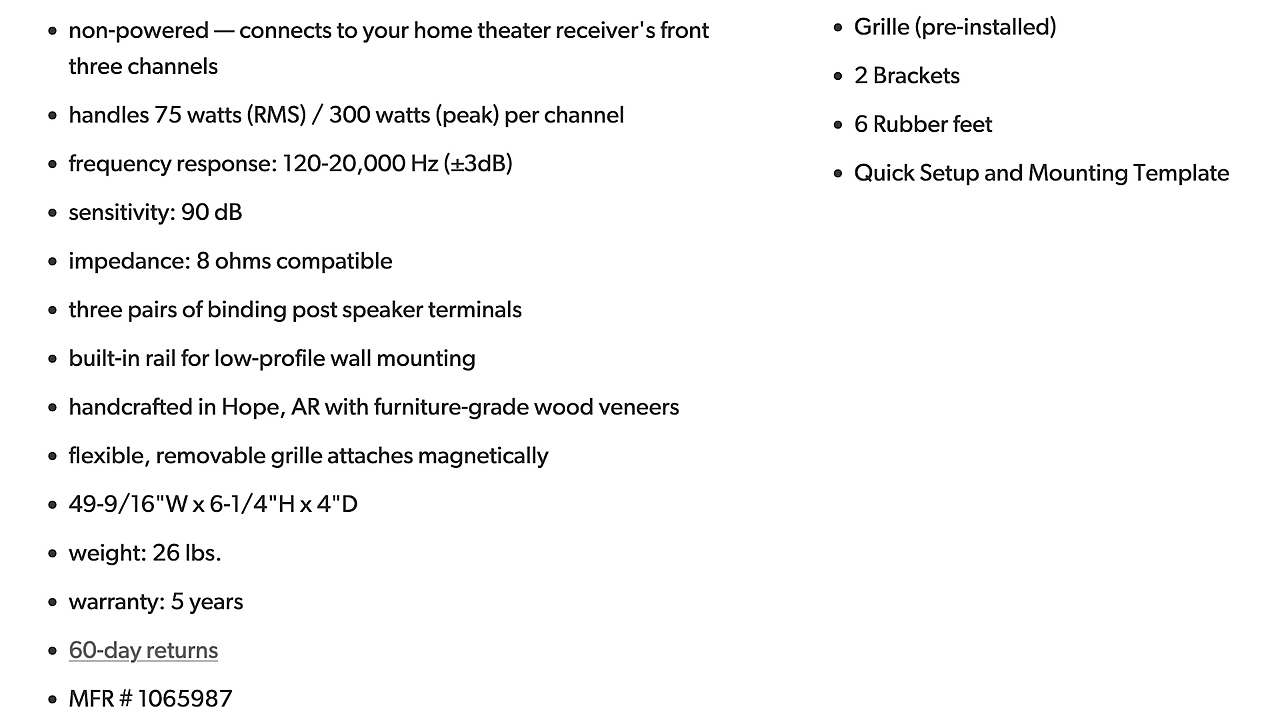 non-powered — connects to your home theater receiver's front
three channels
handles 75 watts (RMS) / 300 watts (peak) per channel
frequency response: 120-20,000 Hz (±3dB)
sensitivity: 90 dB
impedance: 8 ohms compatible
three pairs of binding post speaker terminals
built-in rail for low-profile wall mounting
handcrafted in Hope, AR with furniture-grade wood veneers
flexible, removable grille attaches magnetically
49-9/16"W x 6-1/4"H x 4"D
weight: 26 lbs.
warranty: 5 years
60-day returns
MFR # 1065987
Grille (pre-installed)
2 Brackets
6 Rubber feet
Quick Setup and Mounting Template